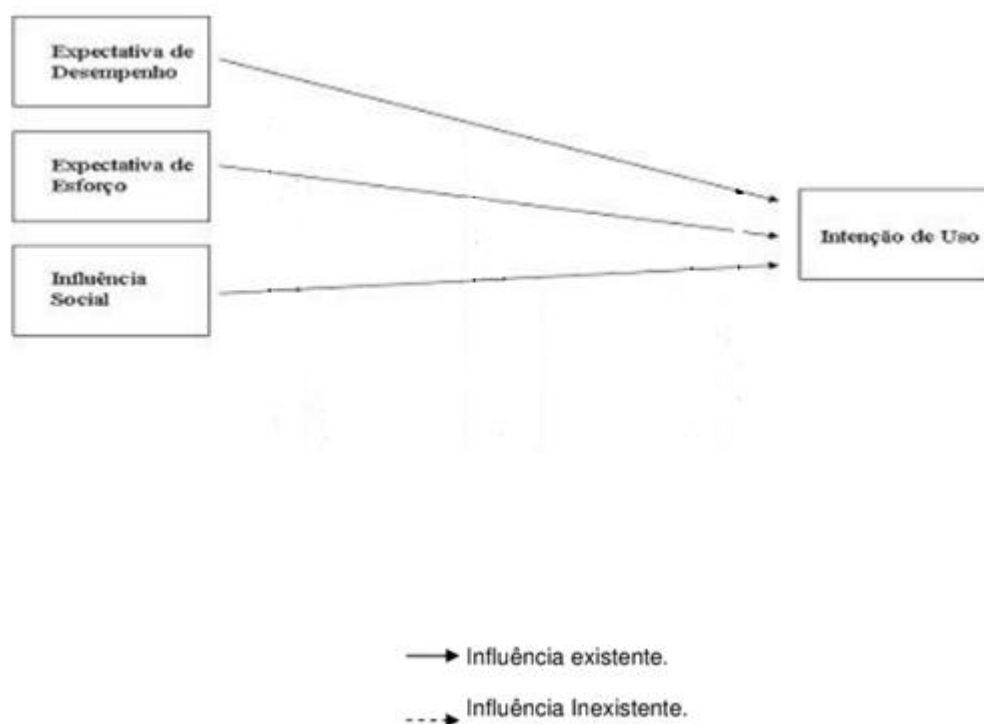 Expectativa de
Desempenho
Expectativa de
Esforço
Influência
Social
Intenção de Uso
Influência existente.
Influência Inexistente.